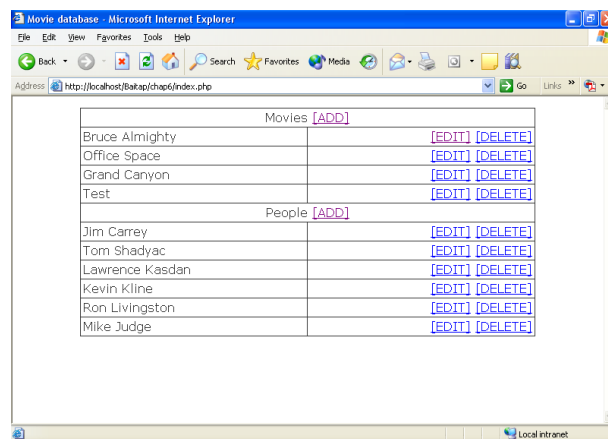 Movie database - Microsoft Internet Explorer
File Edit View Favorites Tools Help
Back Search Favorites Media
Address http://localhost/Baitap/chap6/index.php Go Links »
Movies [ADD]
Bruce Almighty [EDIT] [DELETE]
Office Space [EDIT] [DELETE]
Grand Canyon [EDIT] [DELETE]
Test [EDIT] [DELETE]
People [ADD]
Jim Carrey [EDIT] [DELETE]
Tom Shadyac [EDIT] [DELETE]
Lawrence Kasdan [EDIT] [DELETE]
Kevin Kline [EDIT] [DELETE]
Ron Livingston [EDIT] [DELETE]
Mike Judge [EDIT] [DELETE]
Local intranet